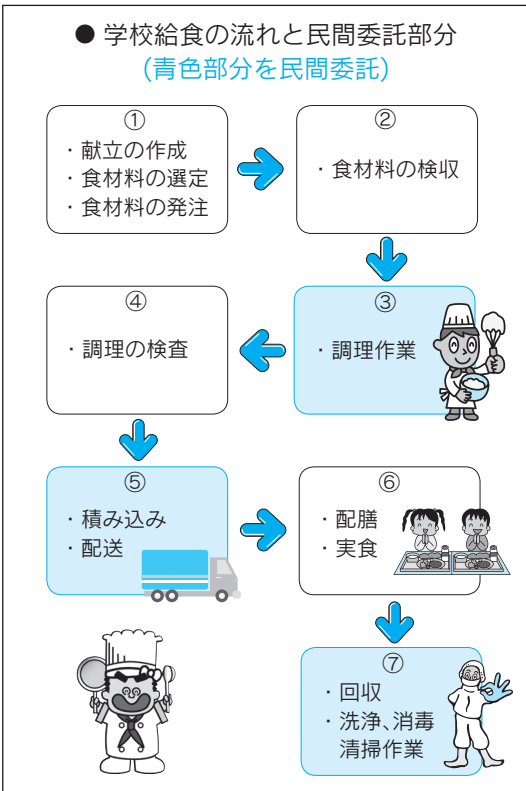 ● 学校給食の流れと民間委託部分
(青色部分を民間委託)
①
・献立の作成
・食材料の選定
・食材料の発注
②
・食材料の検収
③
・調理作業
④
・調理の検査
⑤
・積み込み
・配送
⑥
・配膳
・実食
⑦
・回収
・洗浄、消毒
清掃作業